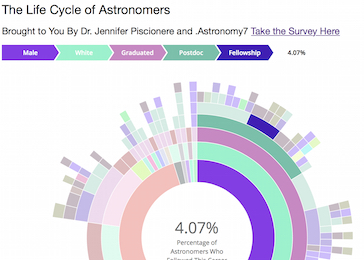 The Life Cycle of Astronomers
Brought to You By Dr. Jennifer Piscionere and .Astronomy7 Take the Survey Here
Male White Graduated Postdoc Fellowship 4.07%
4.07%
Percentage of
Astronomers Who
Followed This Career